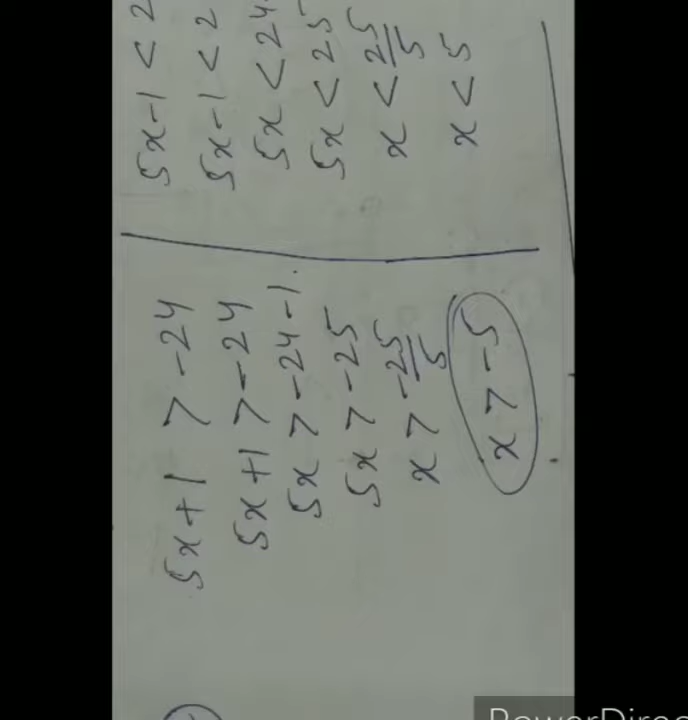 5x+1 > -24
5x+1 > -24
5x > -24-1
5x > -25
x > -25/5
x > -5
5x-1 < 2
5x-1 < 2
5x < 24
5x < 25
x < 25/5
x < 5